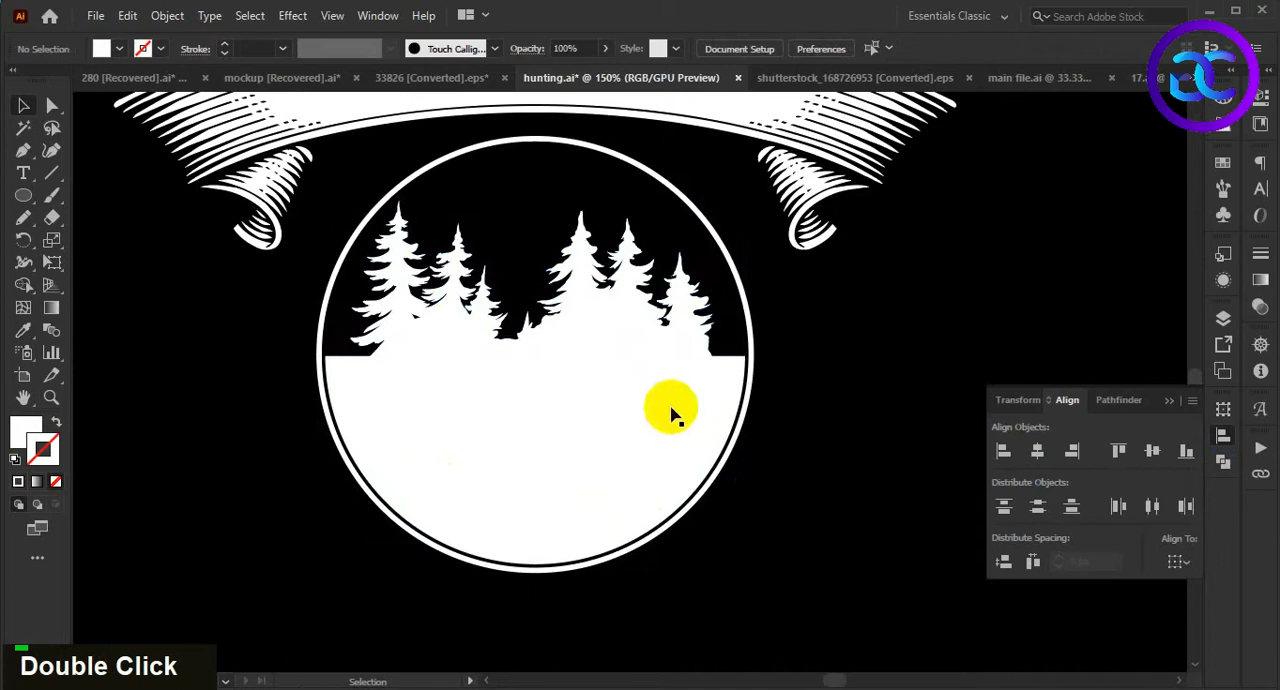 Ai File Edit Object Type Select Effect View Window Help Essentials Classic Search Adobe Stock
No Selection Stroke: Touch Callig... Opacity: 100% Style: Document Setup Preferences
280 [Recovered].ai* ... × mockup [Recovered].ai* × 33826 [Converted].eps* × hunting.ai* @ 150% (RGB/GPU Preview) × shutterstock_168726953 [Converted].eps × main file.ai @ 33.33... × 17.ai @
Transform Align Pathfinder
Align Objects:
Distribute Objects:
Distribute Spacing: Align To:
Double Click
Selection